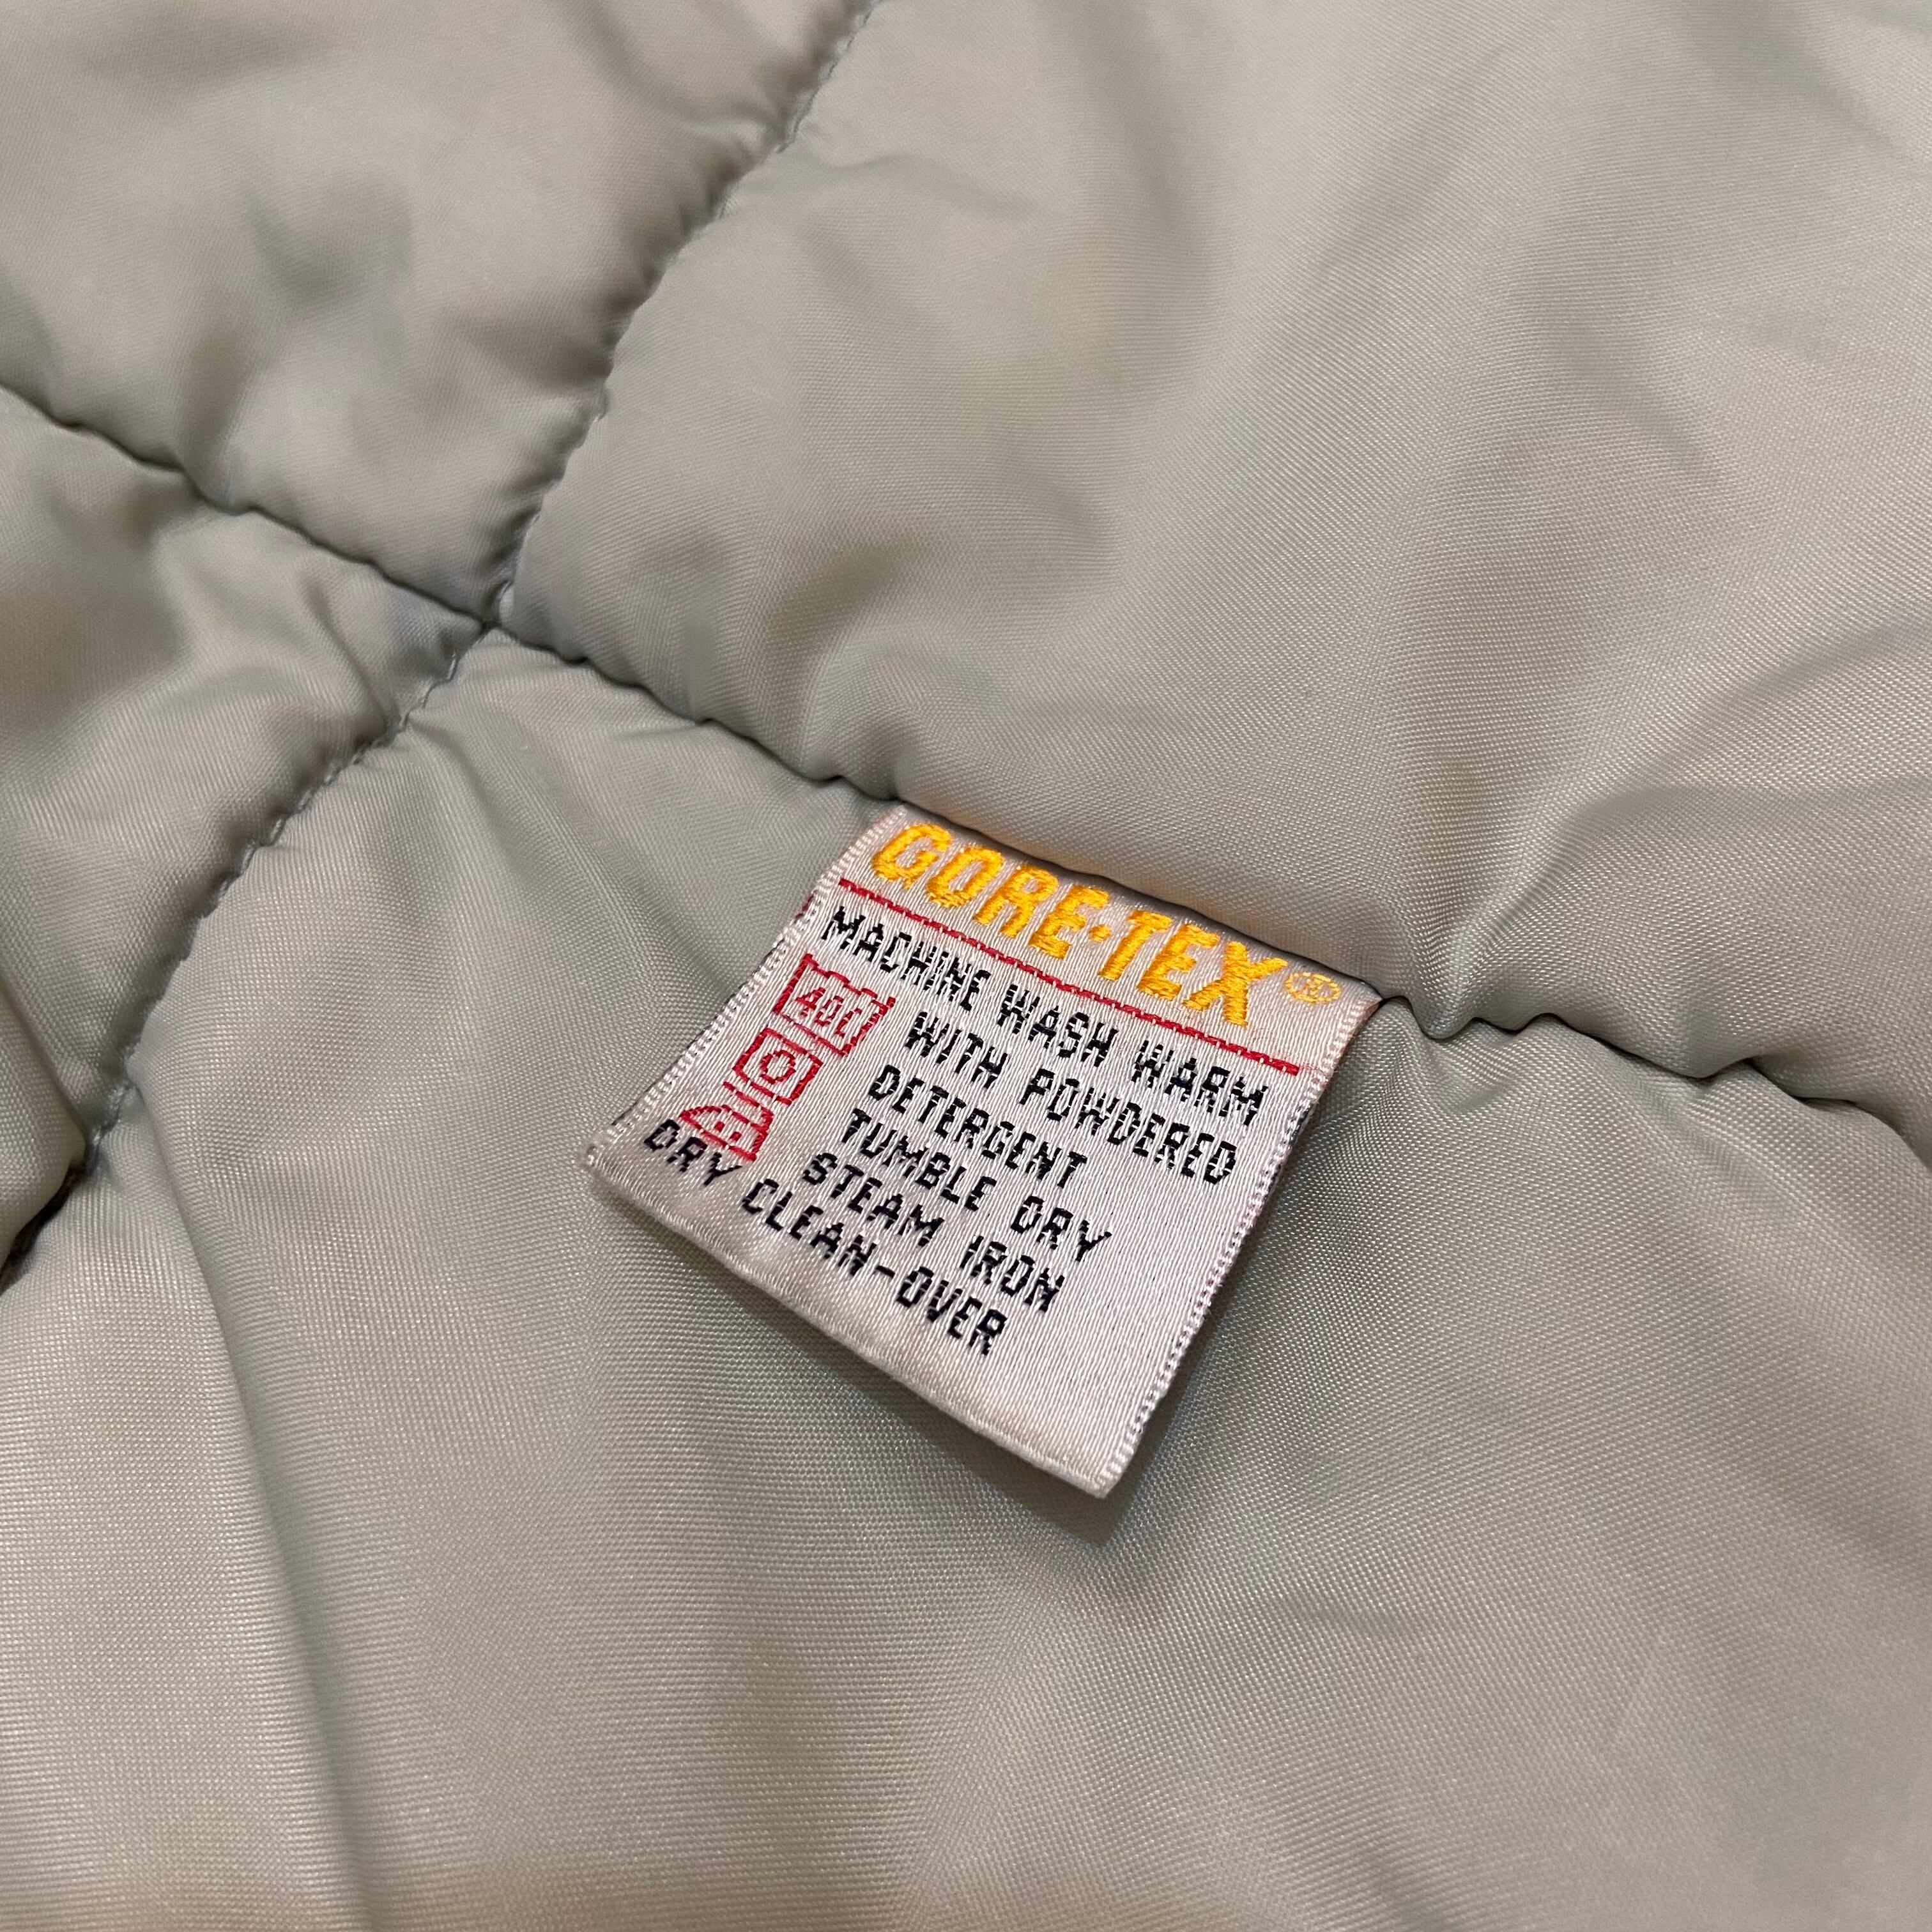 GORE-TEX®
MACHINE WASH WARM
40C WITH POWDERED
DETERGENT
TUMBLE DRY
STEAM IRON
DRY CLEAN-OVER